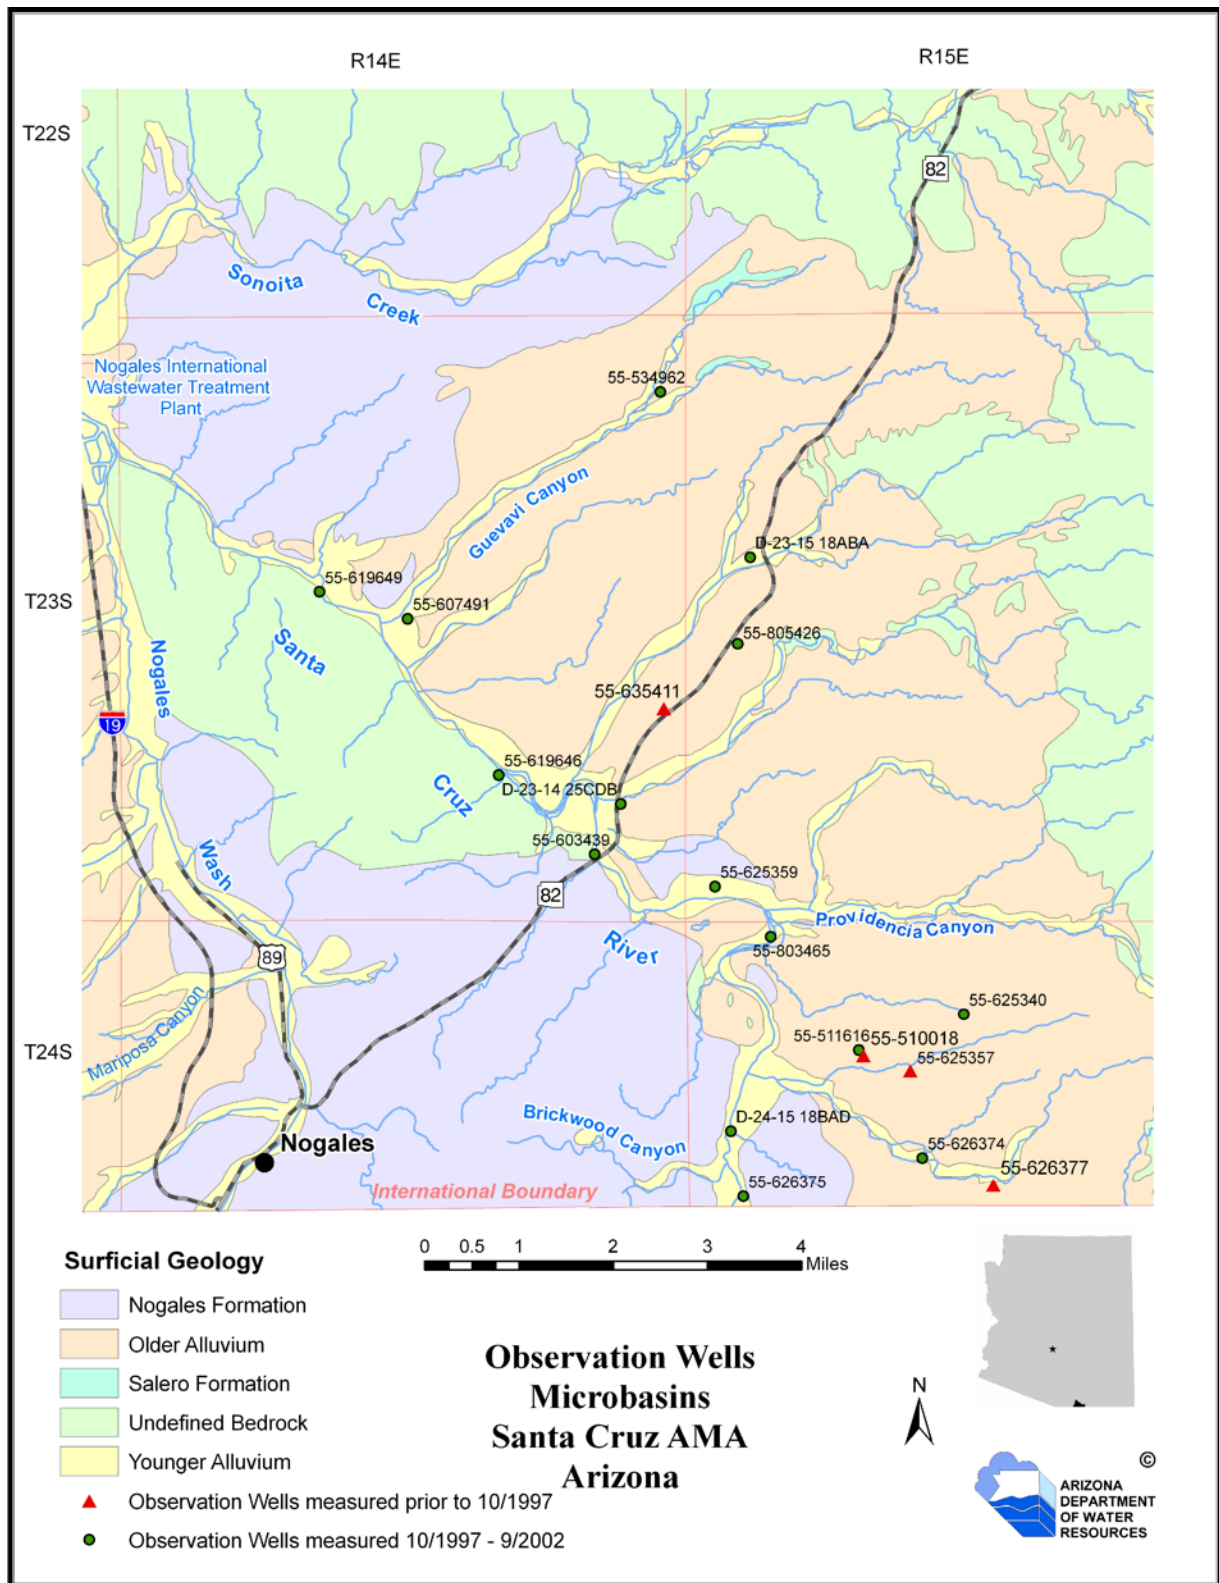 R14E
R15E
T22S
82
Sonoita
Creek
Nogales International
Wastewater Treatment
Plant
55-534962
Guevavi Canyon
D-23-15 18ABA
55-619649
55-607491
T23S
Santa
55-805426
Nogales
55-635411
19
55-619646
D-23-14 25CDB
Cruz
55-603439
Wash
55-625359
82
Providencia Canyon
River
55-803465
89
Mariposa Canyon
55-625340
55-511616
55-510018
T24S
55-625357
Brickwood Canyon
D-24-15 18BAD
Nogales
55-626374
55-626377
55-626375
International Boundary
Surficial Geology
0 0.5 1 2 3 4
Miles
Nogales Formation
Older Alluvium
Salero Formation
Undefined Bedrock
Younger Alluvium
Observation Wells measured prior to 10/1997
Observation Wells measured 10/1997 - 9/2002
Observation Wells
Microbasins
Santa Cruz AMA
Arizona
N
©
ARIZONA
DEPARTMENT
OF WATER
RESOURCES